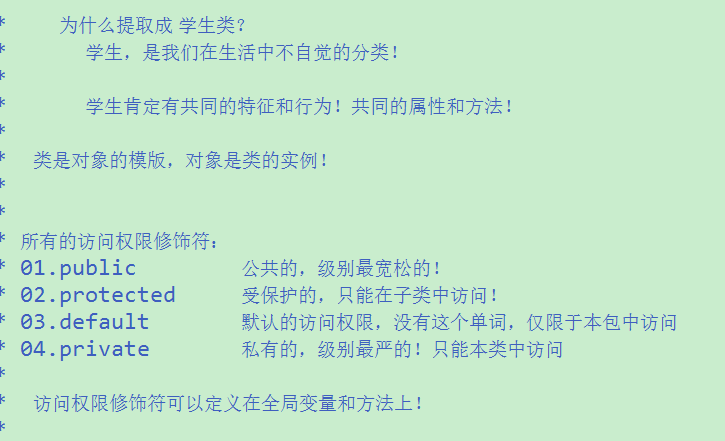 * 为什么提取成 学生类?
* 学生，是我们在生活中不自觉的分类！
*
* 学生肯定有共同的特征和行为！共同的属性和方法！
*
* 类是对象的模版，对象是类的实例！
*
*
* 所有的访问权限修饰符：
* 01.public 公共的，级别最宽松的！
* 02.protected 受保护的，只能在子类中访问！
* 03.default 默认的访问权限，没有这个单词，仅限于本包中访问
* 04.private 私有的，级别最严的！只能本类中访问
*
* 访问权限修饰符可以定义在全局变量和方法上！
*